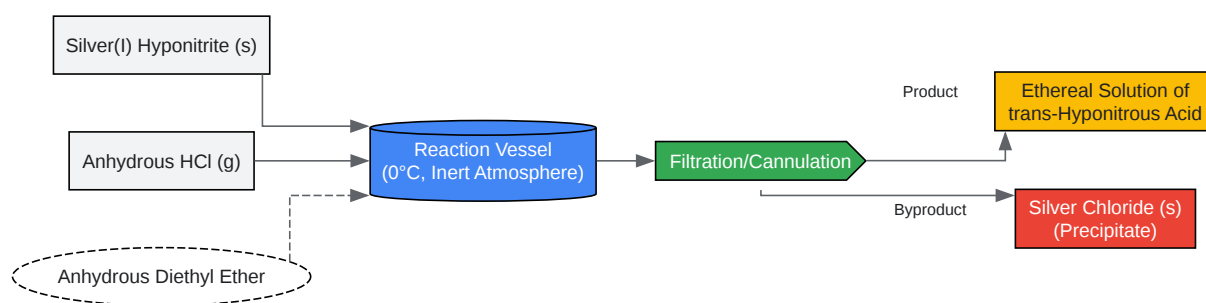 Silver(I) Hyponitrite (s)
Anhydrous HCl (g)
Anhydrous Diethyl Ether
Reaction Vessel
(0°C, Inert Atmosphere)
Filtration/Cannulation
Product
Ethereal Solution of
trans-Hyponitrous Acid
Byproduct
Silver Chloride (s)
(Precipitate)